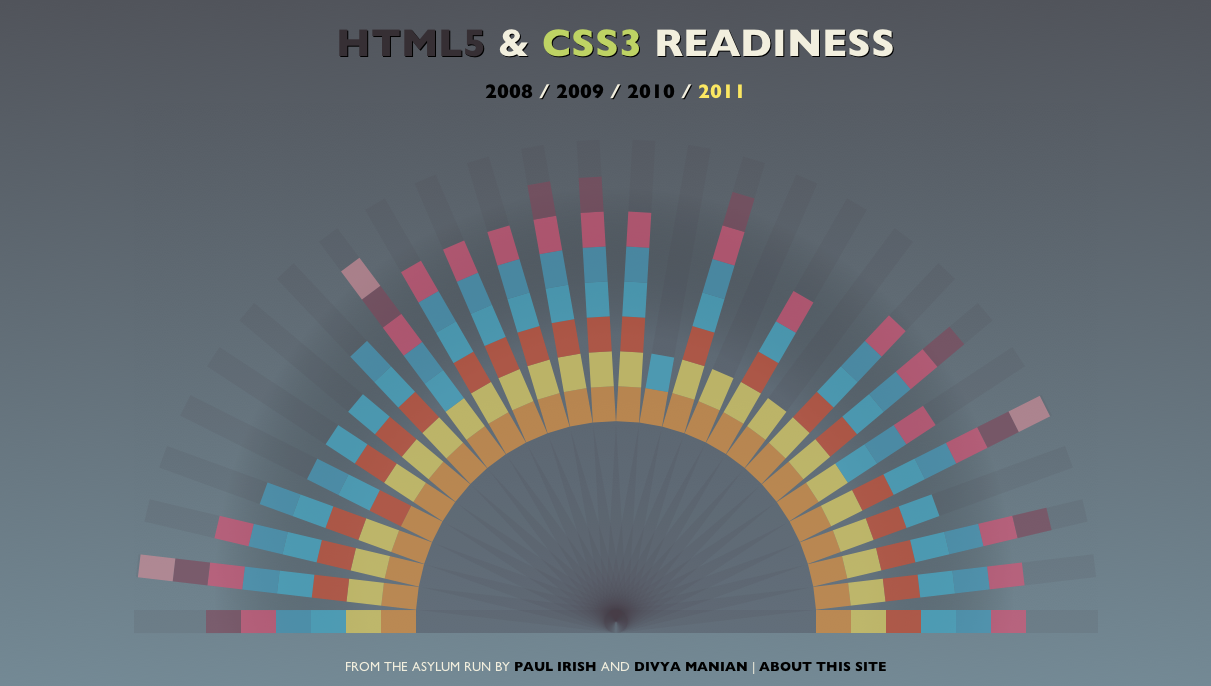 HTML5 & CSS3 READINESS
2008 / 2009 / 2010 / 2011
FROM THE ASYLUM RUN BY PAUL IRISH AND DIVYA MANIAN | ABOUT THIS SITE